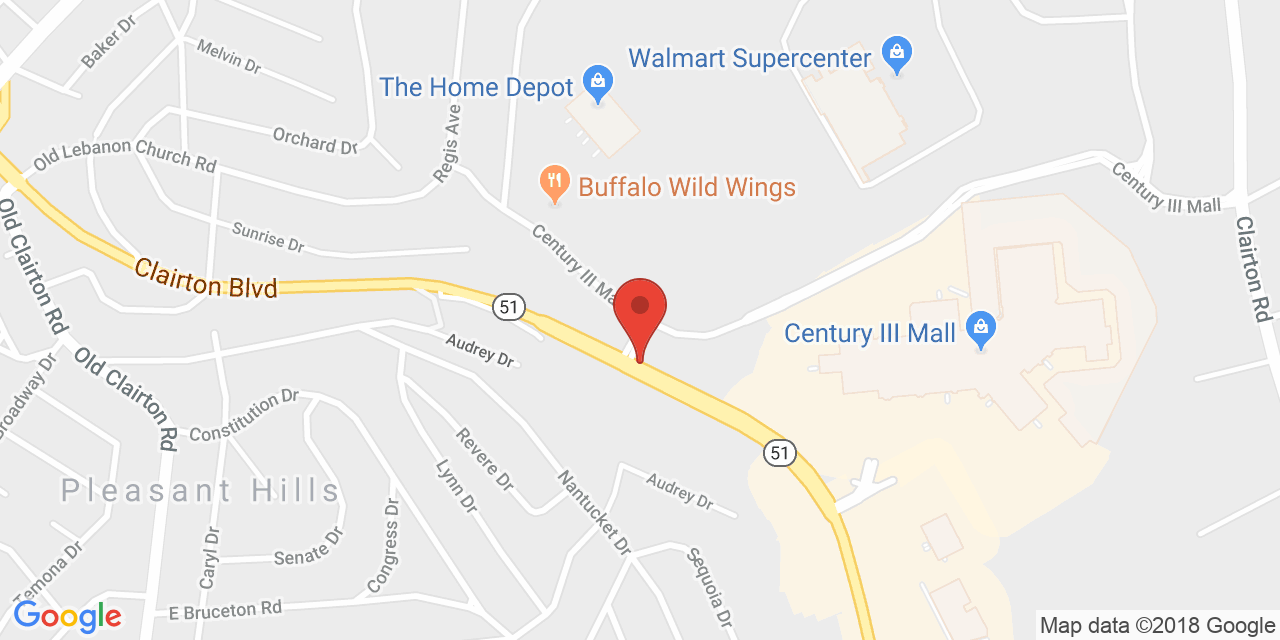 Baker Dr
Melvin Dr
Walmart Supercenter
The Home Depot
Orchard Dr
Regis Ave
Old Lebanon Church Rd
Buffalo Wild Wings
Century III Mall
Sunrise Dr
Century III Ma
Clairton Rd
Old Clairton Rd
Clairton Blvd
51
Century III Mall
Audrey Dr
Old Clairton Rd
Broadway Dr
Constitution Dr
51
Revere Dr
Lynn Dr
Pleasant Hills
Audrey Dr
Nantucket Dr
Congress Dr
Caryl Dr
Senate Dr
Temona Dr
Sequoia Dr
E Bruceton Rd
Google
Map data ©2018 Google